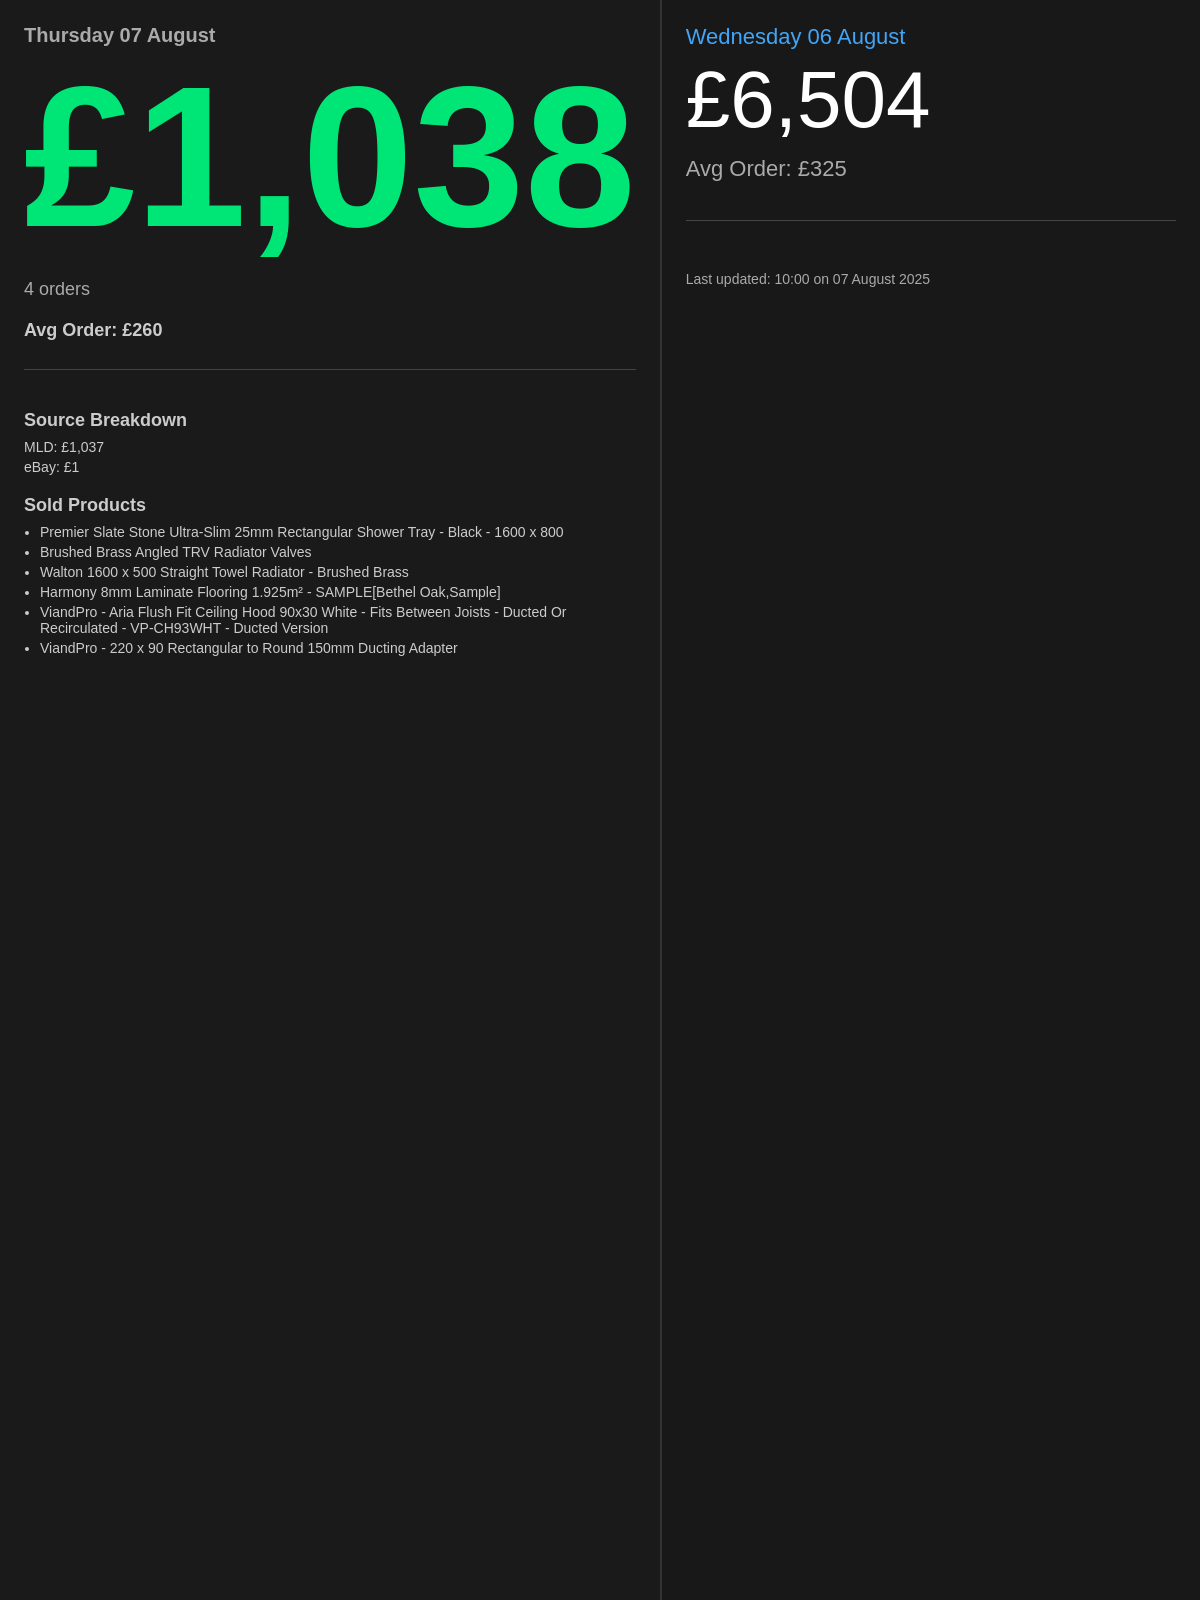 Thursday 07 August
£1,038
4 orders
Avg Order: £260
Source Breakdown
MLD: £1,037
eBay: £1
Sold Products
• Premier Slate Stone Ultra-Slim 25mm Rectangular Shower Tray - Black - 1600 x 800
• Brushed Brass Angled TRV Radiator Valves
• Walton 1600 x 500 Straight Towel Radiator - Brushed Brass
• Harmony 8mm Laminate Flooring 1.925m² - SAMPLE[Bethel Oak,Sample]
• ViandPro - Aria Flush Fit Ceiling Hood 90x30 White - Fits Between Joists - Ducted Or
Recirculated - VP-CH93WHT - Ducted Version
• ViandPro - 220 x 90 Rectangular to Round 150mm Ducting Adapter
Wednesday 06 August
£6,504
Avg Order: £325
Last updated: 10:00 on 07 August 2025